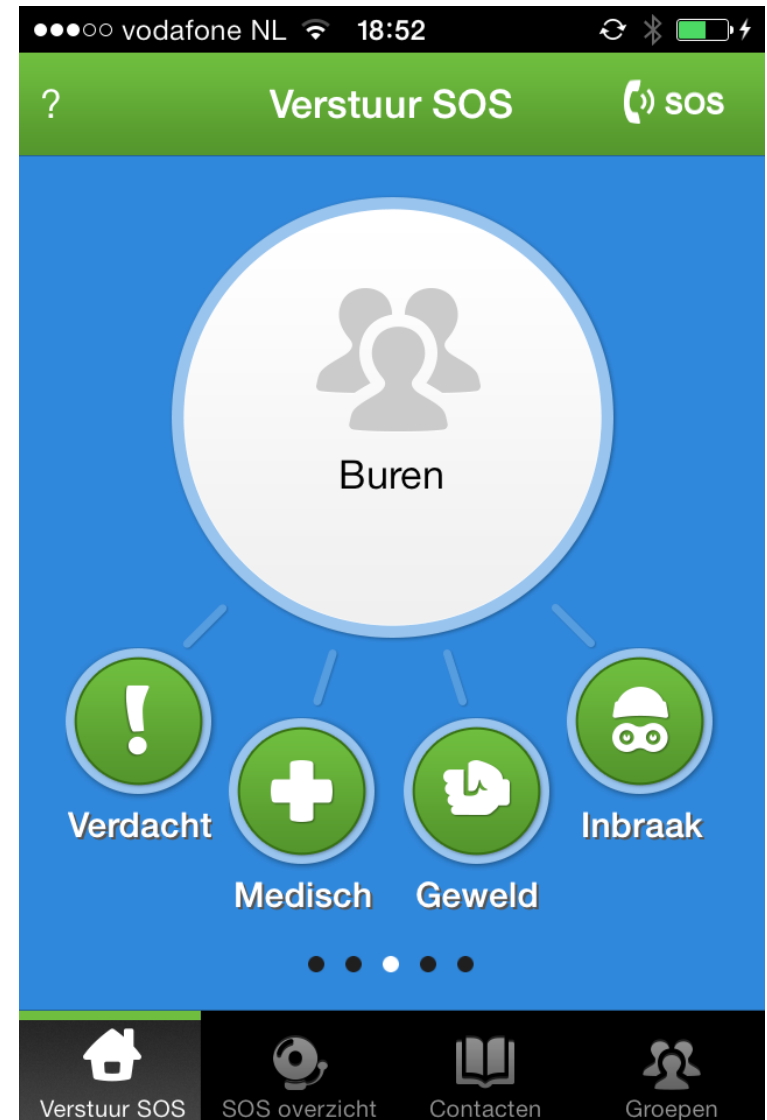 vodafone NL 18:52
? Verstuur SOS SOS
Buren
Verdacht
Inbraak
Medisch
Geweld
Verstuur SOS SOS overzicht Contacten Groepen